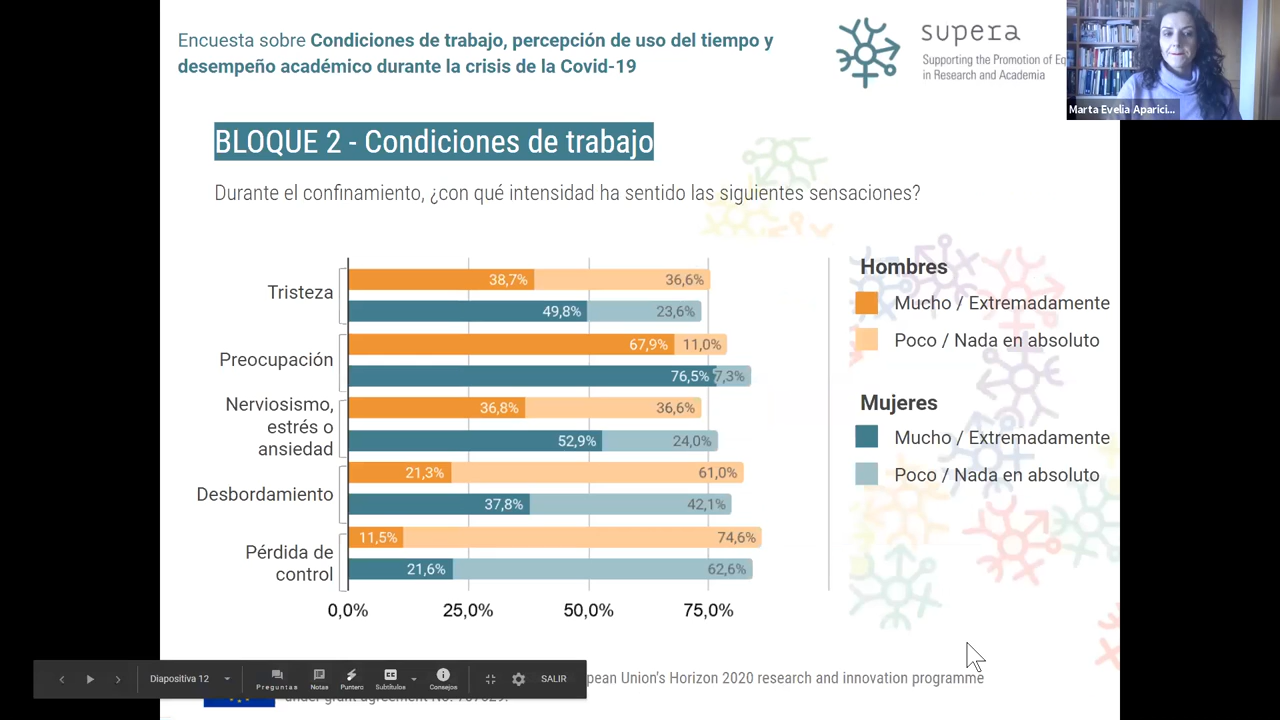 Encuesta sobre Condiciones de trabajo, percepción de uso del tiempo y
desempeño académico durante la crisis de la Covid-19
supera
Supporting the Promotion of Eq
in Research and Academia
Marta Evelia Aparici...
BLOQUE 2 - Condiciones de trabajo
Durante el confinamiento, ¿con qué intensidad ha sentido las siguientes sensaciones?
Tristeza
38,7% 36,6%
49,8% 23,6%
Preocupación
67,9% 11,0%
76,5% 7,3%
Nerviosismo,
estrés o
ansiedad
36,8% 36,6%
52,9% 24,0%
Desbordamiento
21,3% 61,0%
37,8% 42,1%
Pérdida de
control
11,5% 74,6%
21,6% 62,6%
0,0% 25,0% 50,0% 75,0%
Hombres
Mucho / Extremadamente
Poco / Nada en absoluto
Mujeres
Mucho / Extremadamente
Poco / Nada en absoluto
Diapositiva 12
Preguntas
Notas
Puntero
Subtítulos
Consejos
SALIR
pean Union's Horizon 2020 research and innovation programme